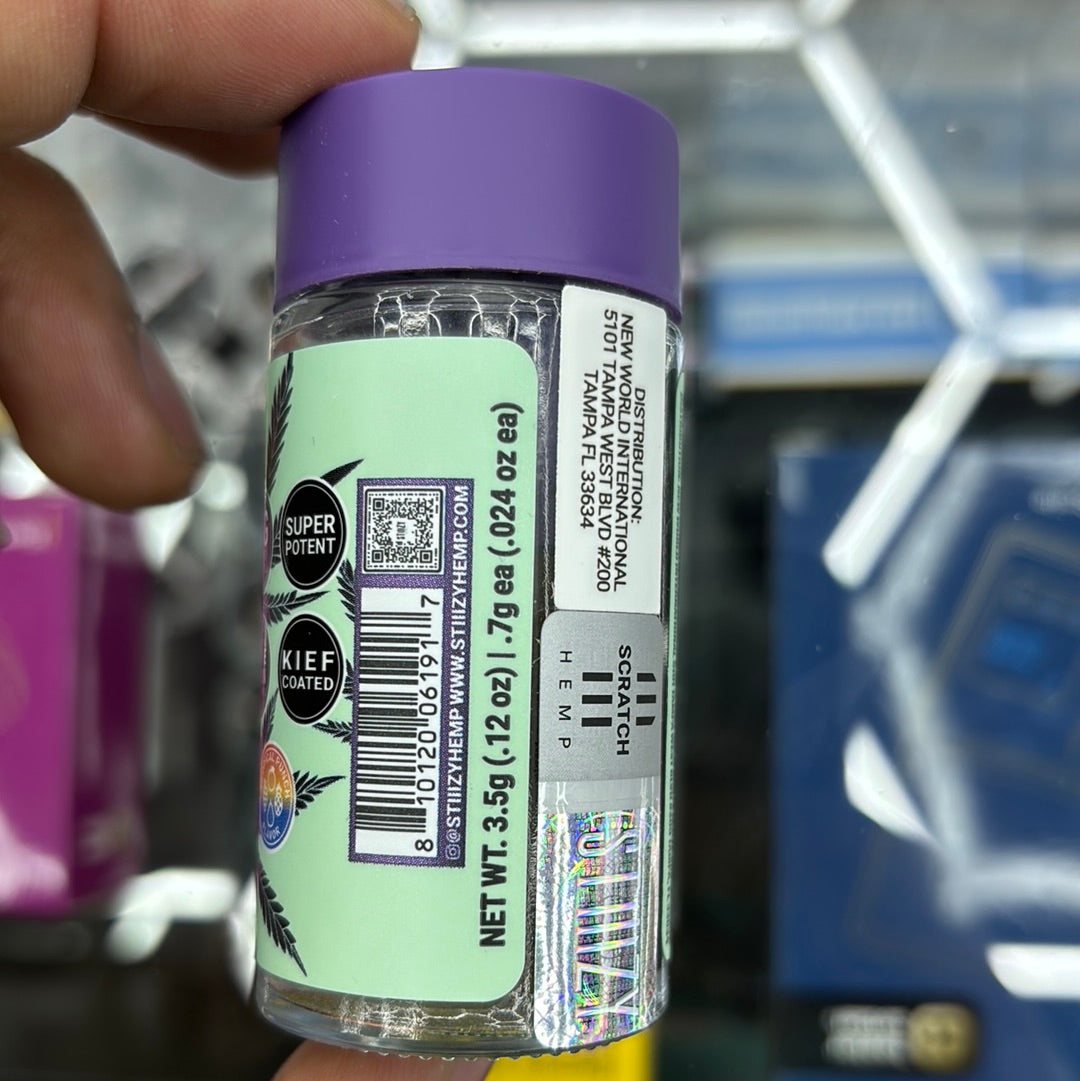 DISTRIBUTION:
NEW WORLD INTERNATIONAL
5101 TAMPA WEST BLVD #200
TAMPA FL 33634
SUPER
POTENT
KIEF
COATED
STIIIZYHEMP WWW.STIIIZYHEMP.COM
8 10120 06191 7
NET WT. 3.5g (.12 oz) | .7g ea (.024 oz ea)
SCRATCH
HEMP
STIIIZY